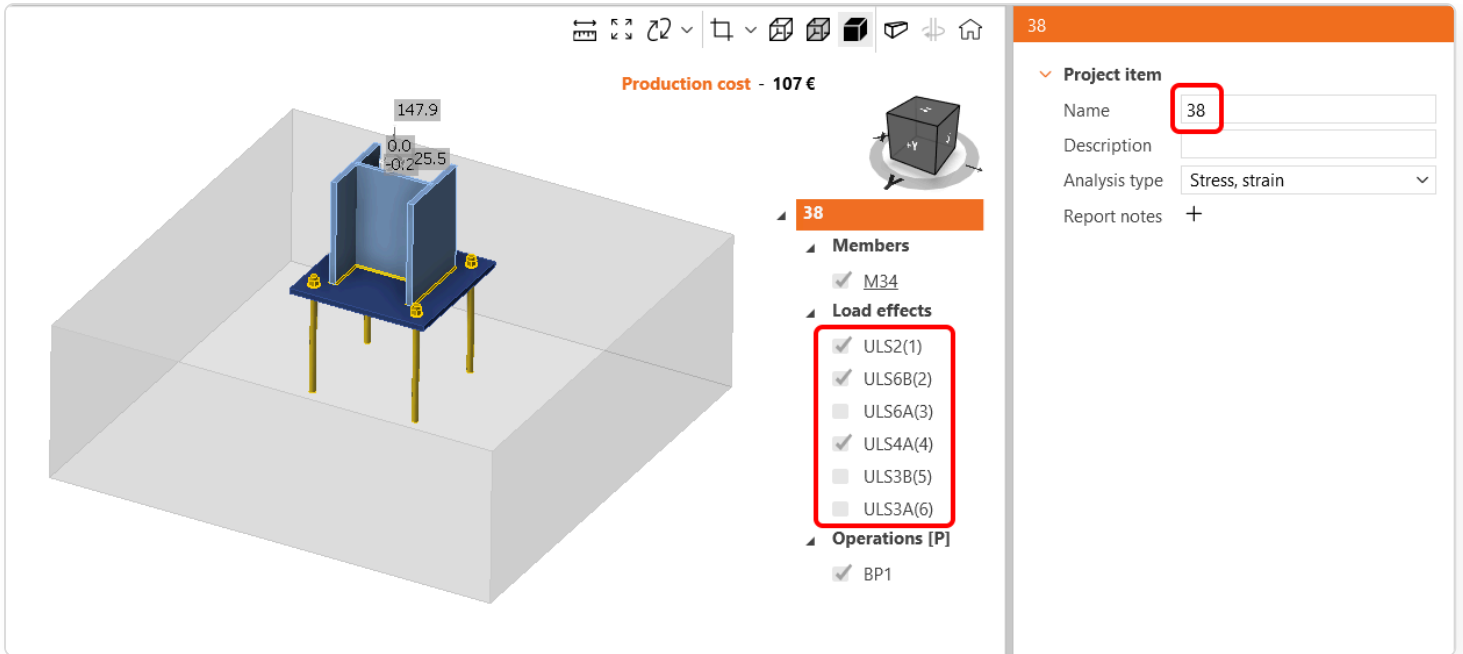 Production cost - 107 €
147.9
0.0
-0.2
25.5
+Y
Y
38
Members
M34
Load effects
ULS2(1)
ULS6B(2)
ULS6A(3)
ULS4A(4)
ULS3B(5)
ULS3A(6)
Operations [P]
BP1
38
Project item
Name 38
Description
Analysis type Stress, strain
Report notes +